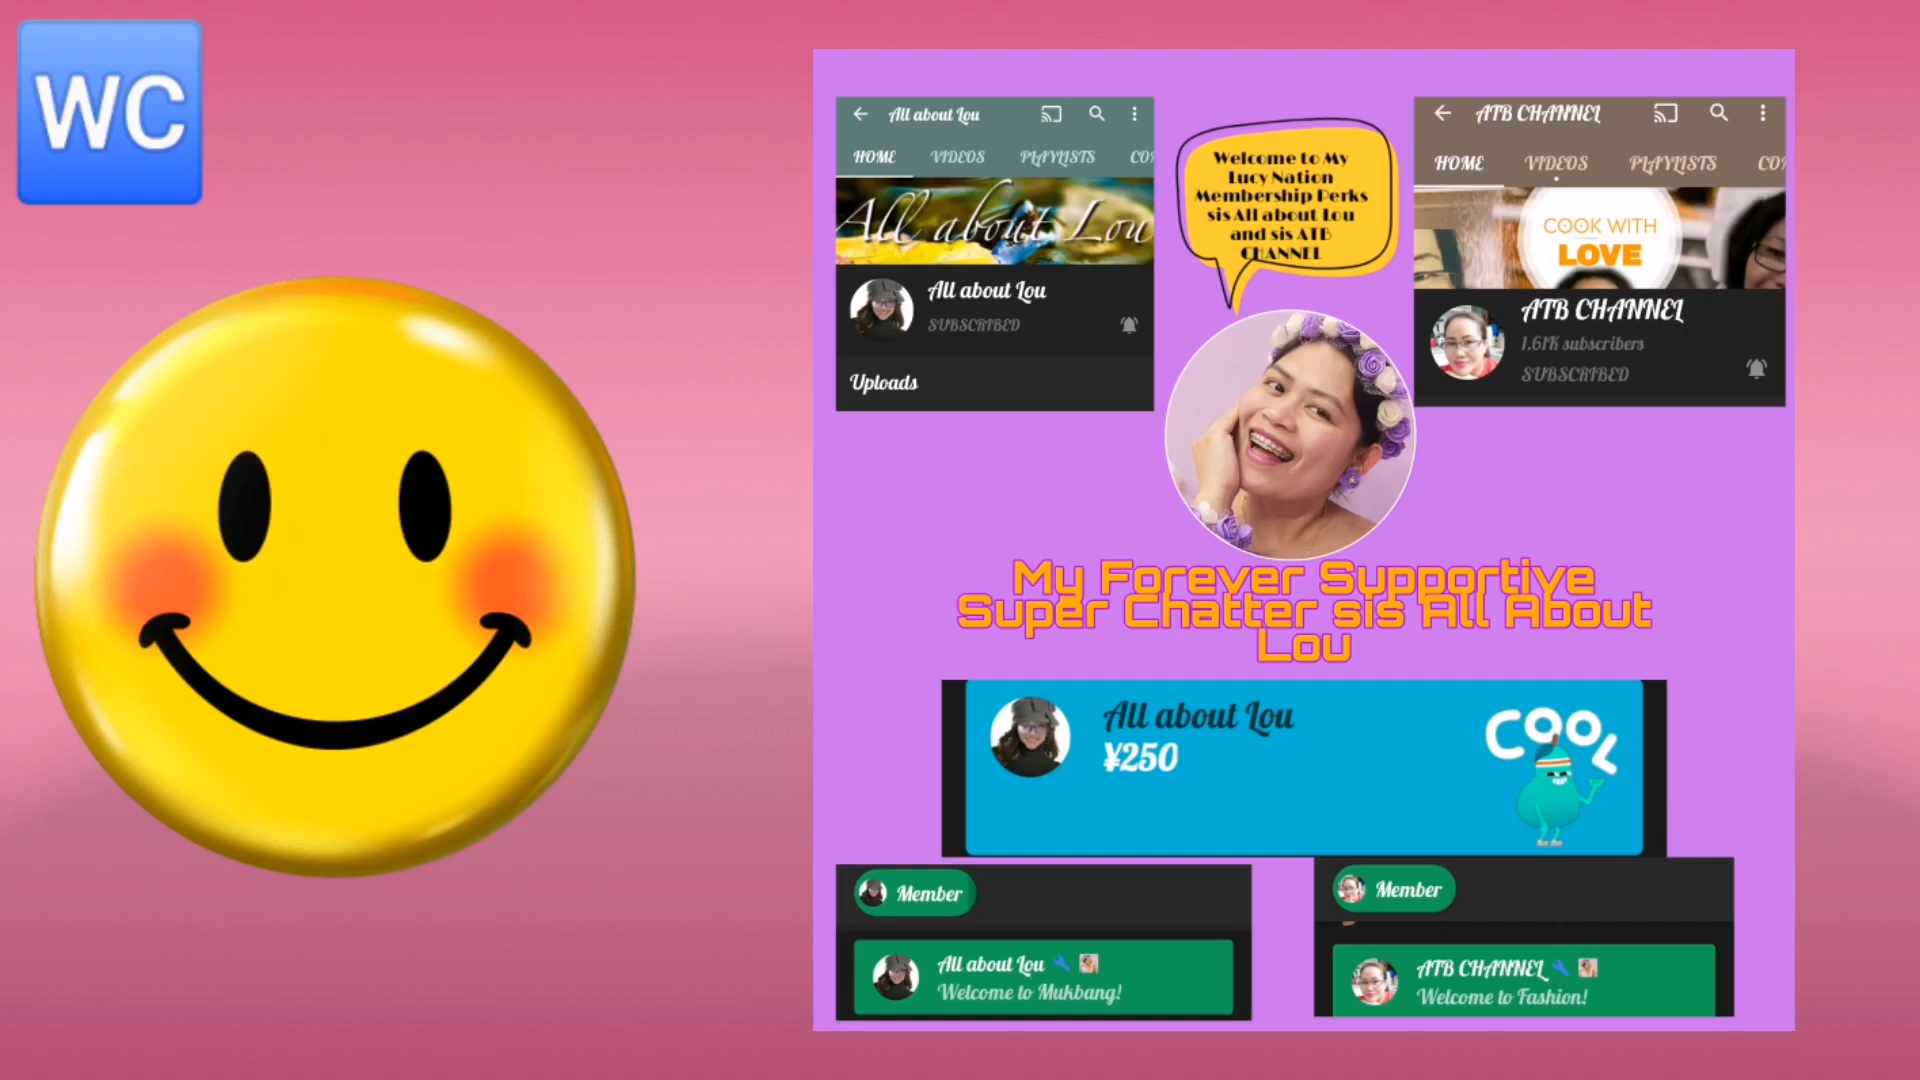 WC
All about Lou
HOME VIDEOS PLAYLISTS
All about Lou
All about Lou
SUBSCRIBED
Uploads
Welcome to My
Lucy Nation
Membership Perks
sis All about Lou
and sis ATB
CHANNEL
ATB CHANNEL
HOME VIDEOS PLAYLISTS
COOK WITH
LOVE
ATB CHANNEL
1.61K subscribers
SUBSCRIBED
My Forever Supportive
Super Chatter sis All About
Lou
All about Lou
¥250
COOL
Member
All about Lou
Welcome to Mukbang!
Member
ATB CHANNEL
Welcome to Fashion!